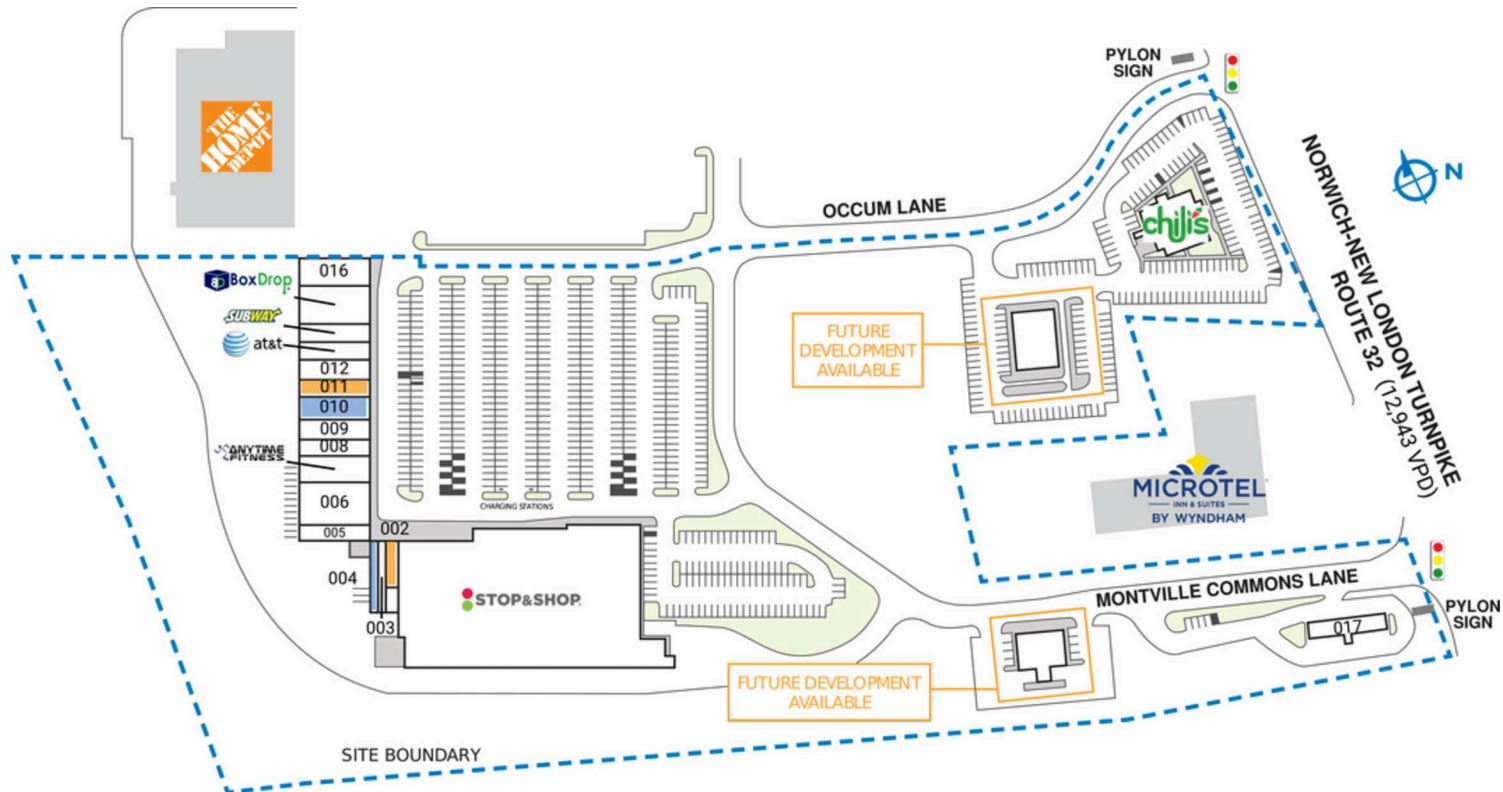 PYLON
SIGN
THE
HOME
DEPOT
OCCUM LANE
chili's
NORWICH-NEW LONDON TURNPIKE
ROUTE 32 (12,943 VPD)
N
016
BoxDrop
SUBWAY
at&t
012
011
010
009
008
ANYTIME
FITNESS
006
005
002
004
003
CHARGING STATIONS
STOP&SHOP.
FUTURE
DEVELOPMENT
AVAILABLE
MICROTEL
INN & SUITES
BY WYNDHAM
MONTVILLE COMMONS LANE
017
PYLON
SIGN
FUTURE DEVELOPMENT
AVAILABLE
SITE BOUNDARY